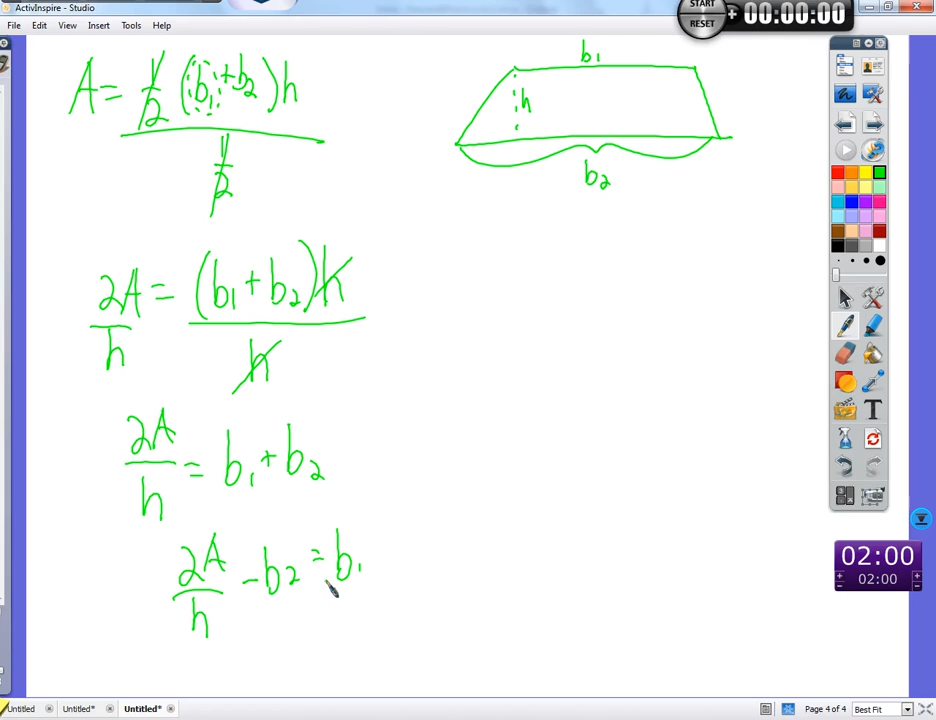 ActivInspire - Studio
START
RESET
00:00:00
File Edit View Insert Tools Help
A = 1/2 (b₁ + b₂) h
1/2
b₁
h
b₂
2A = (b₁ + b₂) h
h h
2A/h = b₁ + b₂
2A/h - b₂ = b₁
T
02:00
02:00
Untitled Untitled* Untitled*
Page 4 of 4 Best Fit